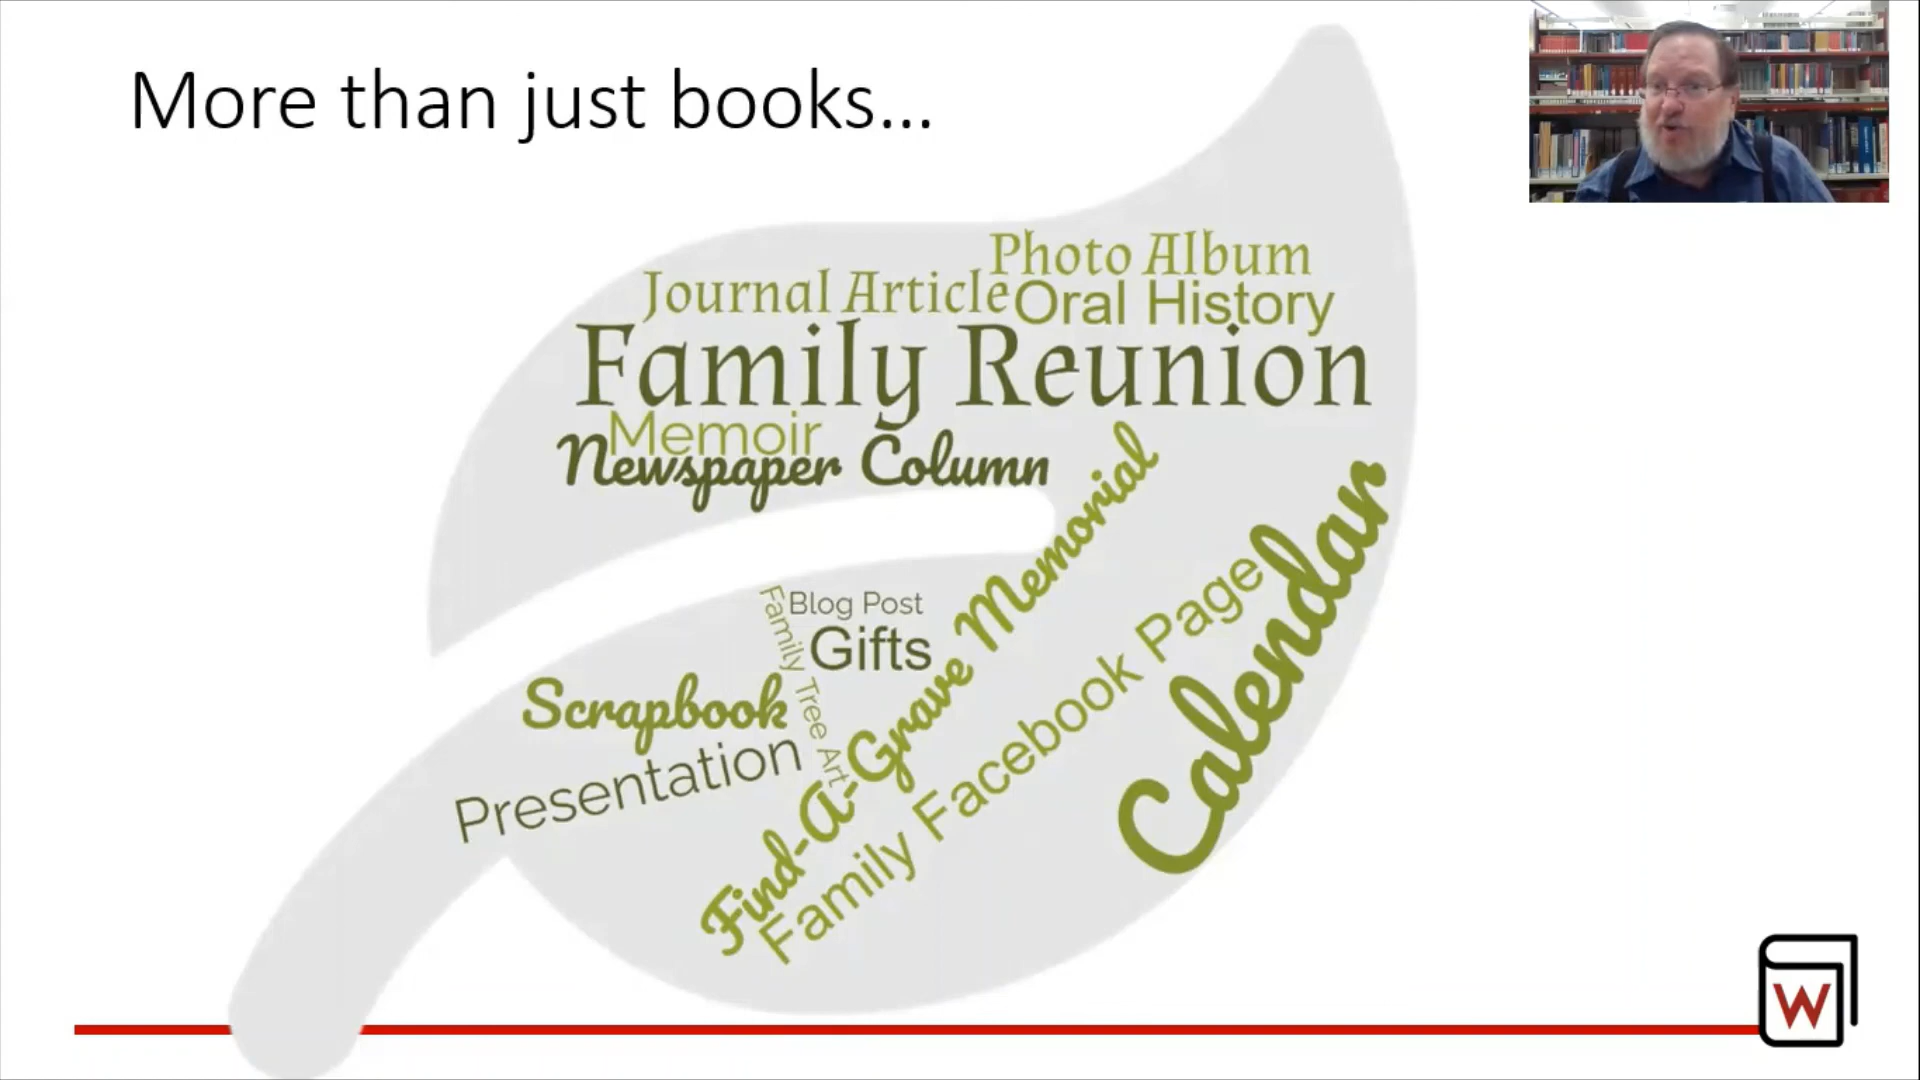 More than just books...
Photo Album
Journal Article
Oral History
Family Reunion
Memoir
Newspaper Column
Find-A-Grave Memorial
Calendar
Family Facebook Page
Blog Post
Family Tree Art
Gifts
Scrapbook
Presentation
W